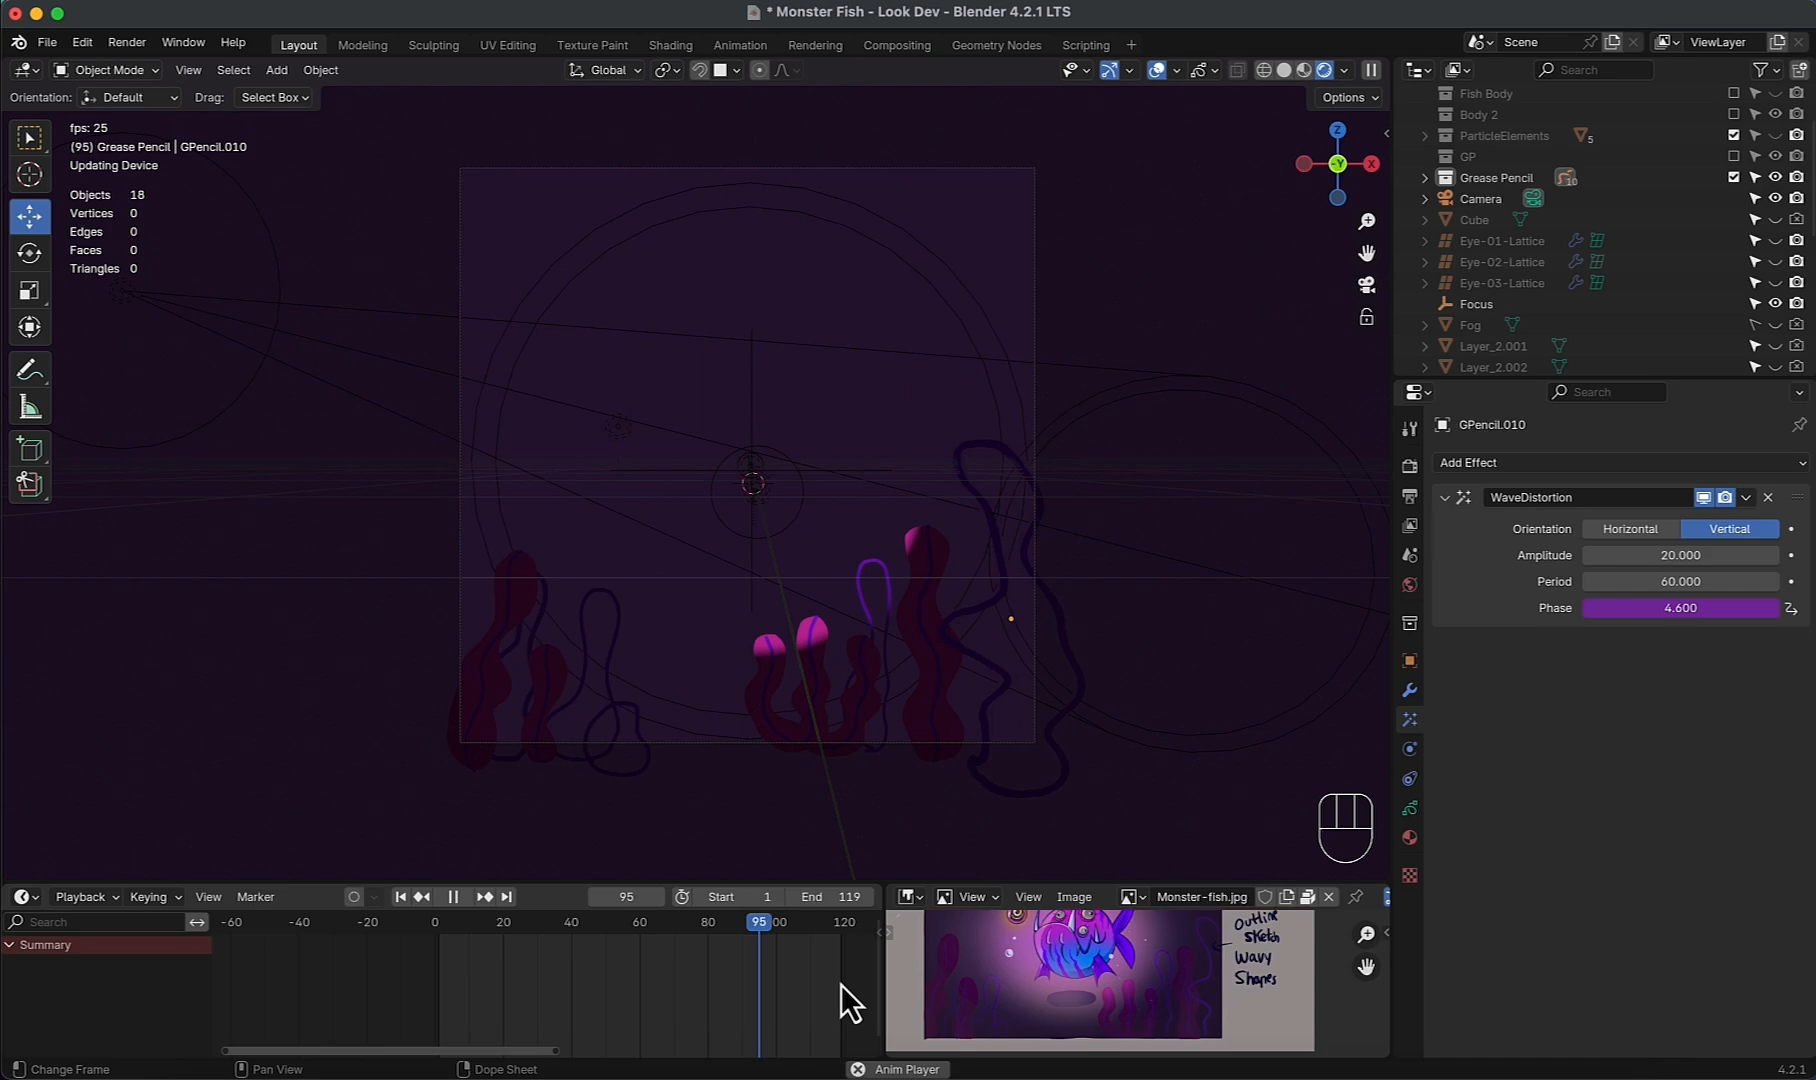 * Monster Fish - Look Dev - Blender 4.2.1 LTS
File Edit Render Window Help Layout Modeling Sculpting UV Editing Texture Paint Shading Animation Rendering Compositing Geometry Nodes Scripting + Scene ViewLayer
Object Mode View Select Add Object Global Search
Orientation: Default Drag: Select Box Options
fps: 25
(95) Grease Pencil | GPencil.010
Updating Device
Objects 18
Vertices 0
Edges 0
Faces 0
Triangles 0
Z
-Y X
Fish Body
Body 2
ParticleElements 5
GP
Grease Pencil 10
Camera
Cube
Eye-01-Lattice
Eye-02-Lattice
Eye-03-Lattice
Focus
Fog
Layer_2.001
Layer_2.002
Search
GPencil.010
Add Effect
WaveDistortion
Orientation Horizontal Vertical
Amplitude 20.000
Period 60.000
Phase 4.600
Playback Keying View Marker 95 Start 1 End 119
Search -60 -40 -20 0 20 40 60 80 95 00 120
Summary
View View Image Monster-fish.jpg
Outline
Sketch
Wavy
Shapes
Change Frame Pan View Dope Sheet Anim Player 4.2.1